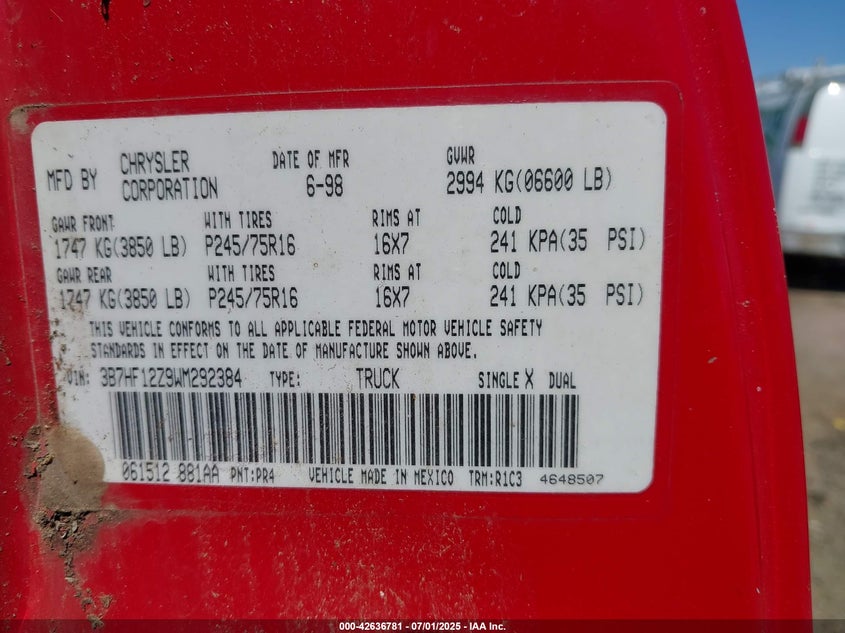 MFD BY CHRYSLER CORPORATION DATE OF MFR 6-98 GVWR 2994 KG(06600 LB)
GAWR FRONT WITH TIRES RIMS AT COLD
1747 KG(3850 LB) P245/75R16 16X7 241 KPA(35 PSI)
GAWR REAR WITH TIRES RIMS AT COLD
1747 KG(3850 LB) P245/75R16 16X7 241 KPA(35 PSI)
THIS VEHICLE CONFORMS TO ALL APPLICABLE FEDERAL MOTOR VEHICLE SAFETY
STANDARDS IN EFFECT ON THE DATE OF MANUFACTURE SHOWN ABOVE.
VIN: 3B7HF12Z9WM292384 TYPE: TRUCK SINGLE X DUAL
061512 881AA PNT:PR4 VEHICLE MADE IN MEXICO TRM:R1C3 4648507
000-42636781 - 07/01/2025 - IAA Inc.